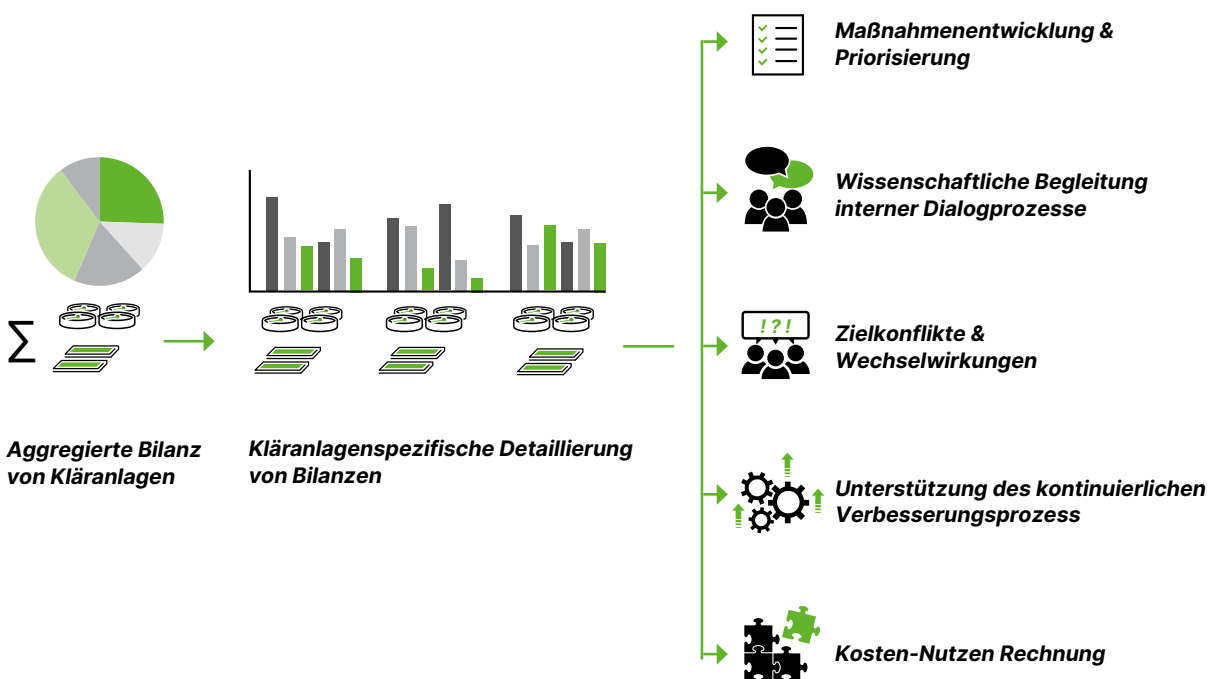 Maßnahmenentwicklung &
Priorisierung
Wissenschaftliche Begleitung
interner Dialogprozesse
!?!
Zielkonflikte &
Wechselwirkungen
∑
Aggregierte Bilanz
von Kläranlagen
Kläranlagenspezifische Detaillierung
von Bilanzen
Unterstützung des kontinuierlichen
Verbesserungsprozess
Kosten-Nutzen Rechnung